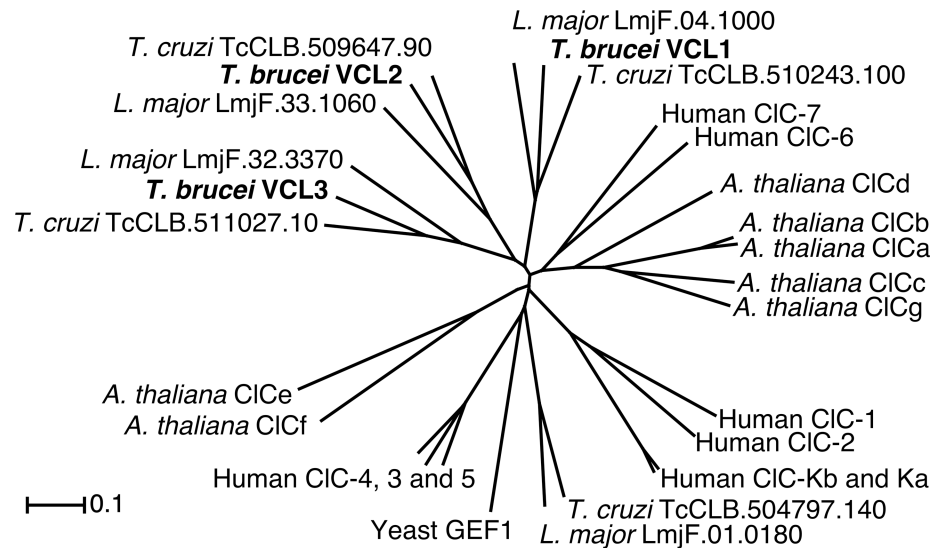 L. major LmjF.04.1000
T. cruzi TcCLB.509647.90
T. brucei VCL1
T. brucei VCL2
T. cruzi TcCLB.510243.100
L. major LmjF.33.1060
Human ClC-7
Human ClC-6
L. major LmjF.32.3370
T. brucei VCL3
A. thaliana ClCd
T. cruzi TcCLB.511027.10
A. thaliana ClCb
A. thaliana ClCa
A. thaliana ClCc
A. thaliana ClCg
A. thaliana ClCe
A. thaliana ClCf
Human ClC-1
Human ClC-2
Human ClC-4, 3 and 5
Human ClC-Kb and Ka
0.1
T. cruzi TcCLB.504797.140
Yeast GEF1
L. major LmjF.01.0180